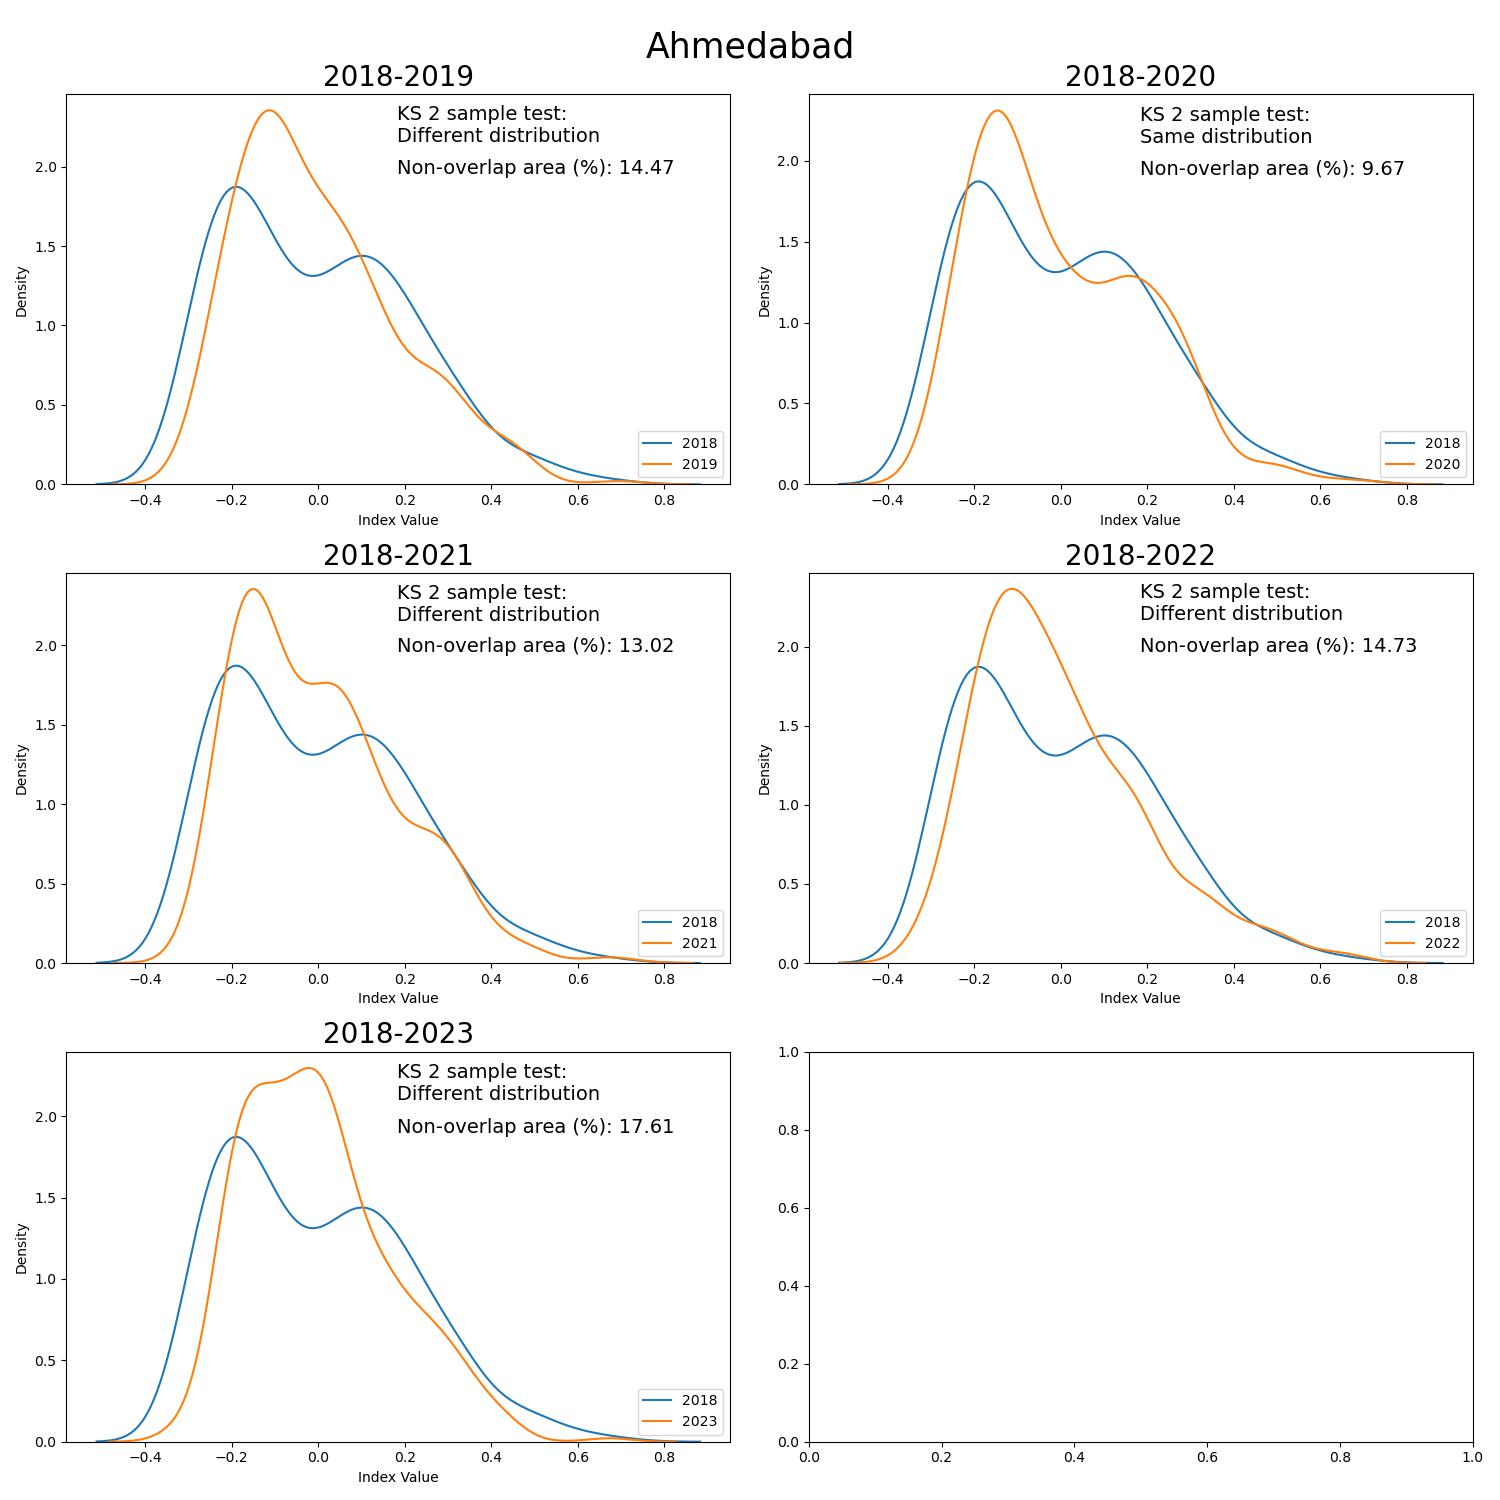 Ahmedabad
2018-2019
KS 2 sample test:
Different distribution
Non-overlap area (%): 14.47
Density
2.0
1.5
1.0
0.5
0.0
−0.4 −0.2 0.0 0.2 0.4 0.6 0.8
Index Value
2018
2019
2018-2020
KS 2 sample test:
Same distribution
Non-overlap area (%): 9.67
Density
2.0
1.5
1.0
0.5
0.0
−0.4 −0.2 0.0 0.2 0.4 0.6 0.8
Index Value
2018
2020
2018-2021
KS 2 sample test:
Different distribution
Non-overlap area (%): 13.02
Density
2.0
1.5
1.0
0.5
0.0
−0.4 −0.2 0.0 0.2 0.4 0.6 0.8
Index Value
2018
2021
2018-2022
KS 2 sample test:
Different distribution
Non-overlap area (%): 14.73
Density
2.0
1.5
1.0
0.5
0.0
−0.4 −0.2 0.0 0.2 0.4 0.6 0.8
Index Value
2018
2022
2018-2023
KS 2 sample test:
Different distribution
Non-overlap area (%): 17.61
Density
2.0
1.5
1.0
0.5
0.0
−0.4 −0.2 0.0 0.2 0.4 0.6 0.8
Index Value
2018
2023
1.0
0.8
0.6
0.4
0.2
0.0
0.0 0.2 0.4 0.6 0.8 1.0